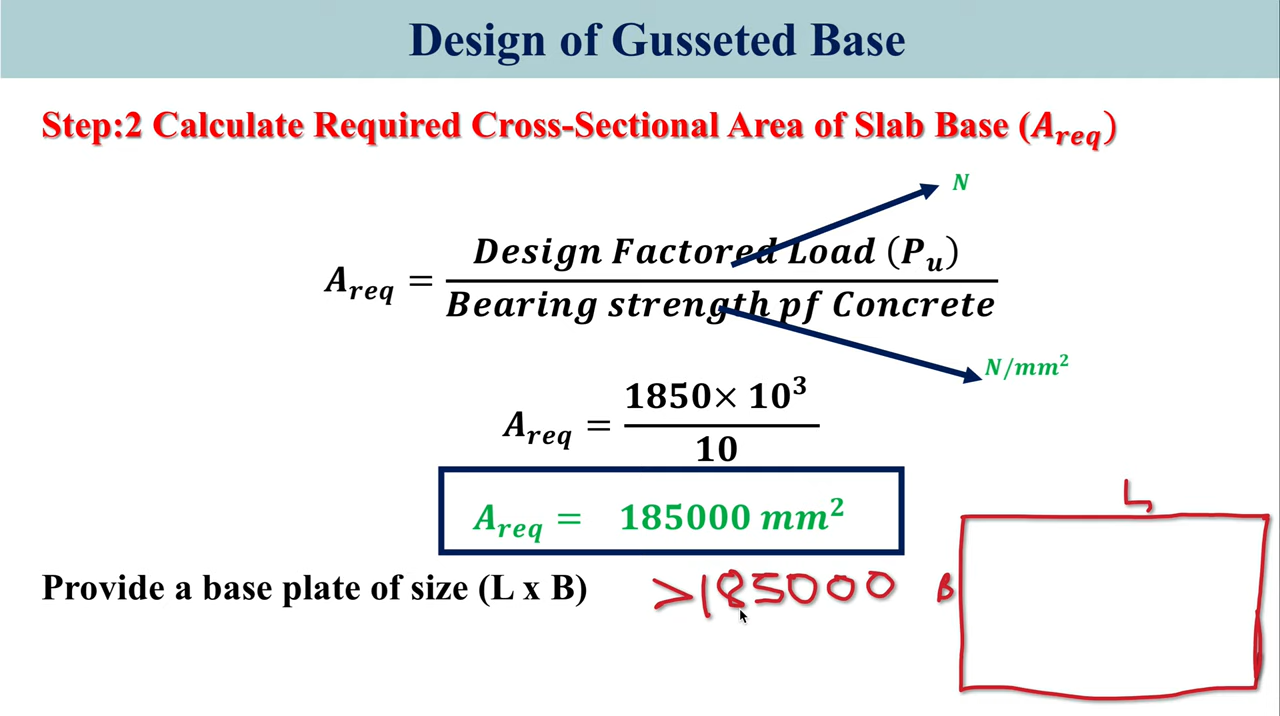 Design of Gusseted Base
Step:2 Calculate Required Cross-Sectional Area of Slab Base (A_req)
N
A_req = Design Factored Load (P_u) / Bearing strength pf Concrete
N/mm²
A_req = 1850× 10³ / 10
A_req = 185000 mm²
L
Provide a base plate of size (L x B) >185000 B